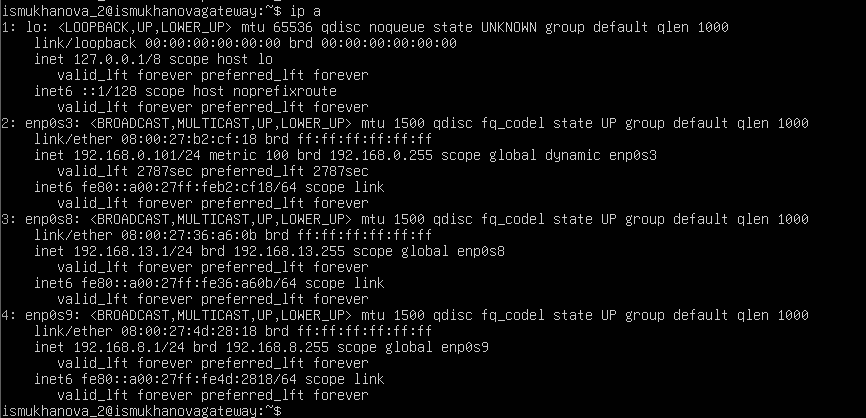 ismukhanova_2@ismukhanovagateway:~$ ip a
1: lo: <LOOPBACK,UP,LOWER_UP> mtu 65536 qdisc noqueue state UNKNOWN group default qlen 1000
    link/loopback 00:00:00:00:00:00 brd 00:00:00:00:00:00
    inet 127.0.0.1/8 scope host lo
       valid_lft forever preferred_lft forever
    inet6 ::1/128 scope host noprefixroute
       valid_lft forever preferred_lft forever
2: enp0s3: <BROADCAST,MULTICAST,UP,LOWER_UP> mtu 1500 qdisc fq_codel state UP group default qlen 1000
    link/ether 08:00:27:b2:cf:18 brd ff:ff:ff:ff:ff:ff
    inet 192.168.0.101/24 metric 100 brd 192.168.0.255 scope global dynamic enp0s3
       valid_lft 2787sec preferred_lft 2787sec
    inet6 fe80::a00:27ff:feb2:cf18/64 scope link
       valid_lft forever preferred_lft forever
3: enp0s8: <BROADCAST,MULTICAST,UP,LOWER_UP> mtu 1500 qdisc fq_codel state UP group default qlen 1000
    link/ether 08:00:27:36:a6:0b brd ff:ff:ff:ff:ff:ff
    inet 192.168.13.1/24 brd 192.168.13.255 scope global enp0s8
       valid_lft forever preferred_lft forever
    inet6 fe80::a00:27ff:fe36:a60b/64 scope link
       valid_lft forever preferred_lft forever
4: enp0s9: <BROADCAST,MULTICAST,UP,LOWER_UP> mtu 1500 qdisc fq_codel state UP group default qlen 1000
    link/ether 08:00:27:4d:28:18 brd ff:ff:ff:ff:ff:ff
    inet 192.168.8.1/24 brd 192.168.8.255 scope global enp0s9
       valid_lft forever preferred_lft forever
    inet6 fe80::a00:27ff:fe4d:2818/64 scope link
       valid_lft forever preferred_lft forever
ismukhanova_2@ismukhanovagateway:~$